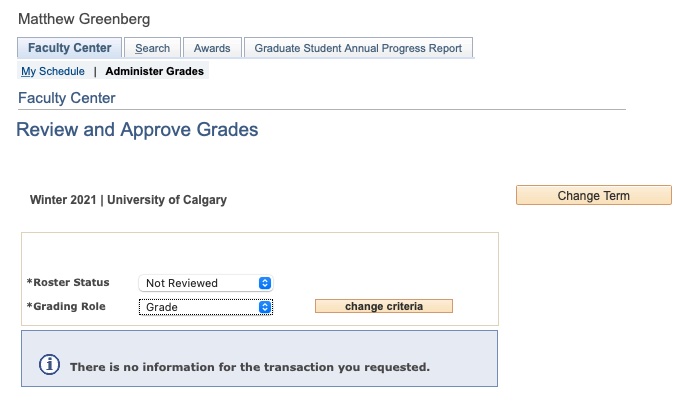 Matthew Greenberg
Faculty Center Search Awards Graduate Student Annual Progress Report
My Schedule | Administer Grades
Faculty Center
Review and Approve Grades
Winter 2021 | University of Calgary Change Term
*Roster Status Not Reviewed
*Grading Role Grade change criteria
There is no information for the transaction you requested.